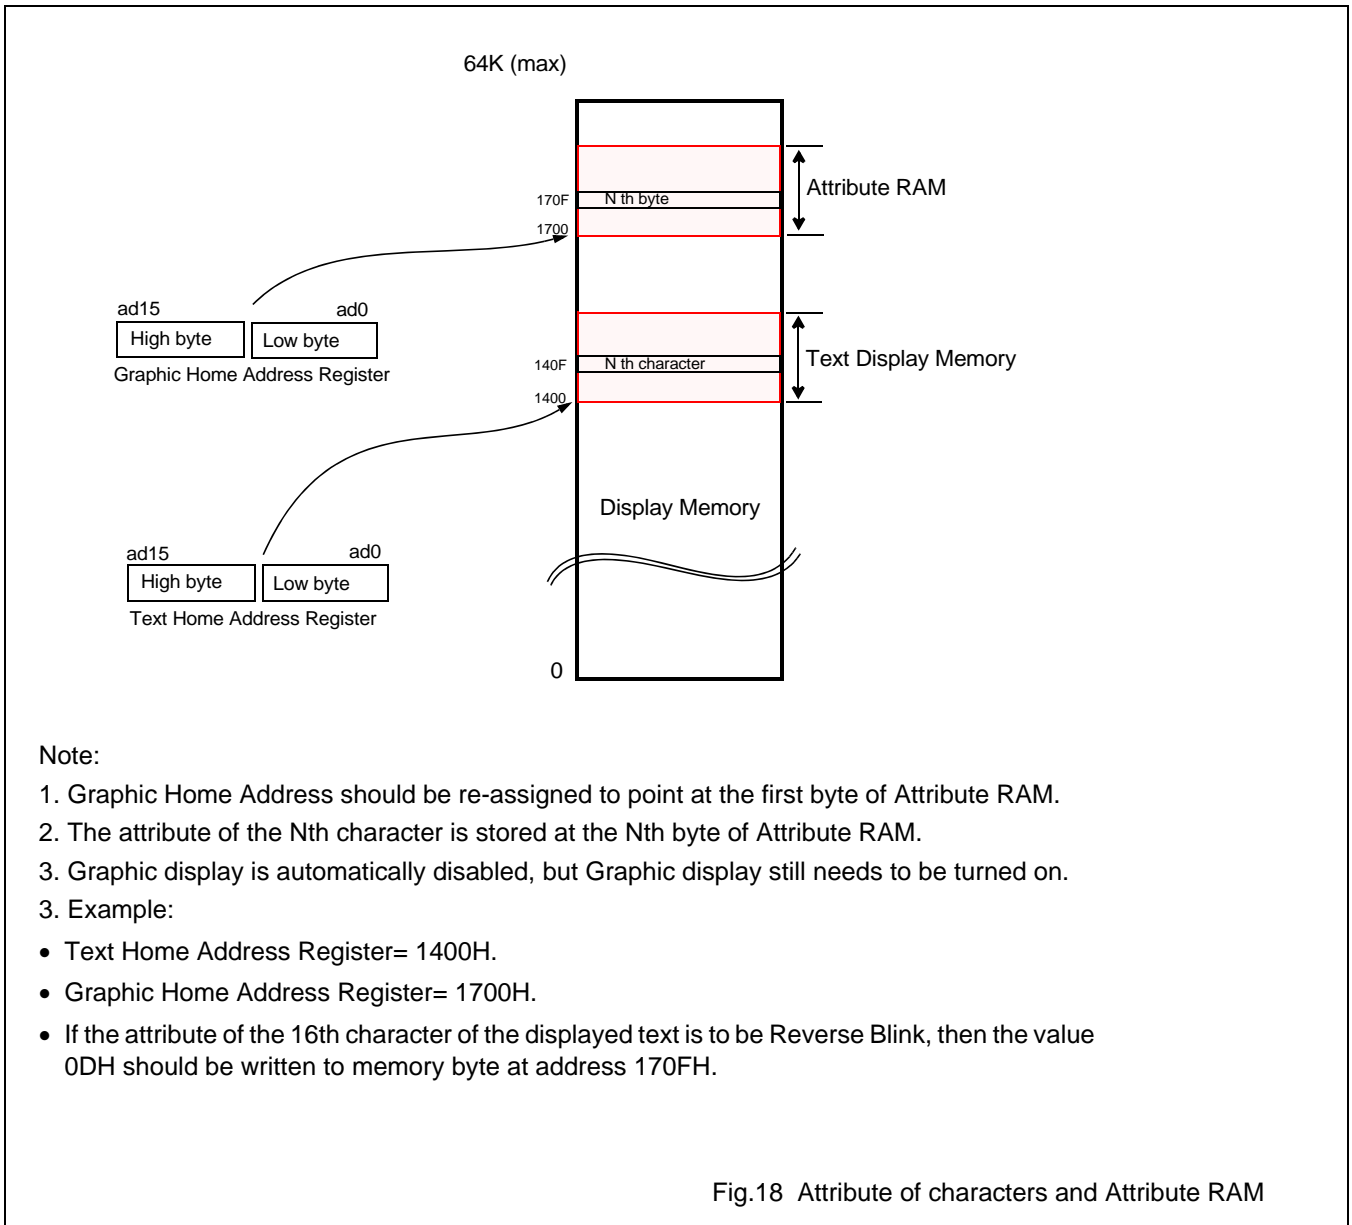 64K (max)
170F
N th byte
Attribute RAM
1700
ad15
ad0
High byte
Low byte
Graphic Home Address Register
140F
N th character
Text Display Memory
1400
Display Memory
ad15
ad0
High byte
Low byte
Text Home Address Register
0
Note:
1. Graphic Home Address should be re-assigned to point at the first byte of Attribute RAM.
2. The attribute of the Nth character is stored at the Nth byte of Attribute RAM.
3. Graphic display is automatically disabled, but Graphic display still needs to be turned on.
3. Example:
• Text Home Address Register= 1400H.
• Graphic Home Address Register= 1700H.
• If the attribute of the 16th character of the displayed text is to be Reverse Blink, then the value
0DH should be written to memory byte at address 170FH.
Fig.18 Attribute of characters and Attribute RAM